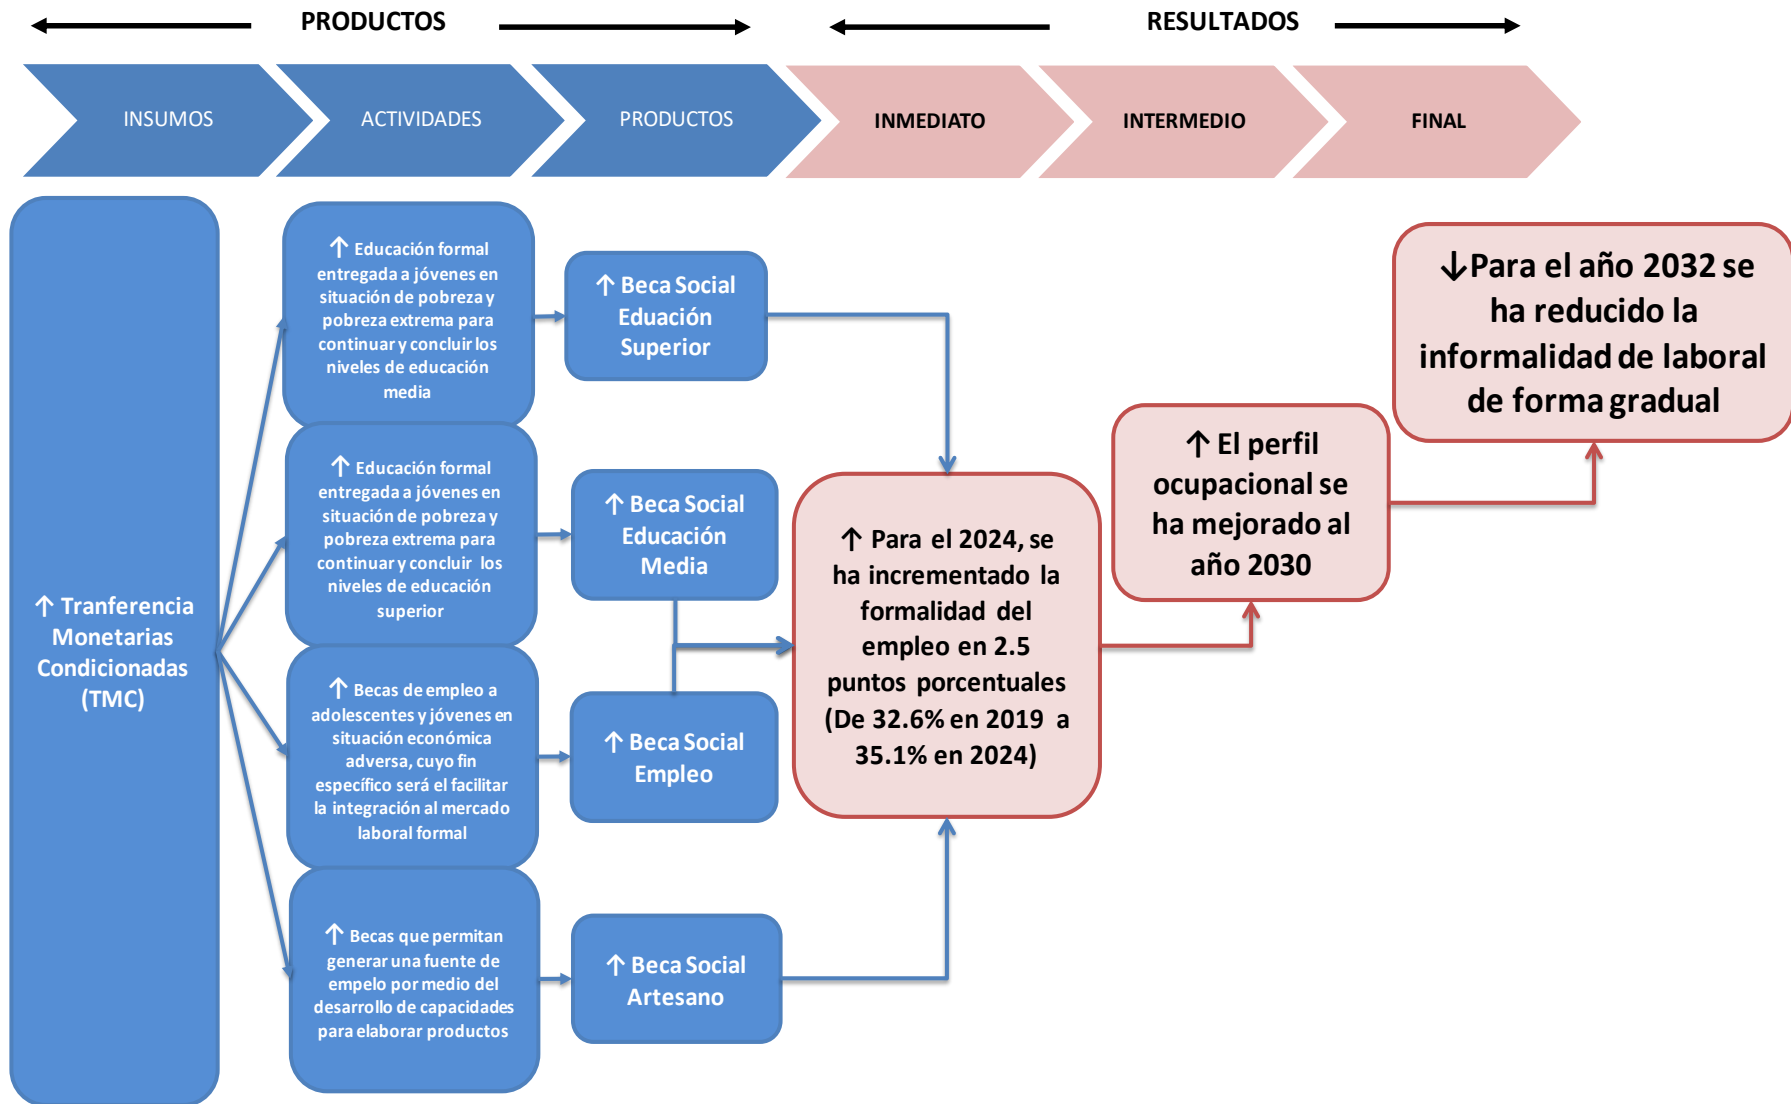 PRODUCTOS
RESULTADOS
INSUMOS
ACTIVIDADES
PRODUCTOS
INMEDIATO
INTERMEDIO
FINAL
↑ Tranferencia
Monetarias
Condicionadas
(TMC)
↑ Educación formal
entregada a jóvenes en
situación de pobreza y
pobreza extrema para
continuar y concluir los
niveles de educación
media
↑ Educación formal
entregada a jóvenes en
situación de pobreza y
pobreza extrema para
continuar y concluir los
niveles de educación
superior
↑ Becas de empleo a
adolescentes y jóvenes en
situación económica
adversa, cuyo fin
específico será el facilitar
la integración al mercado
laboral formal
↑ Becas que permitan
generar una fuente de
empelo por medio del
desarrollo de capacidades
para elaborar productos
↑ Beca Social
Eduación
Superior
↑ Beca Social
Educación
Media
↑ Beca Social
Empleo
↑ Beca Social
Artesano
↑ Para el 2024, se
ha incrementado la
formalidad del
empleo en 2.5
puntos porcentuales
(De 32.6% en 2019 a
35.1% en 2024)
↑ El perfil
ocupacional se
ha mejorado al
año 2030
↓Para el año 2032 se
ha reducido la
informalidad de laboral
de forma gradual